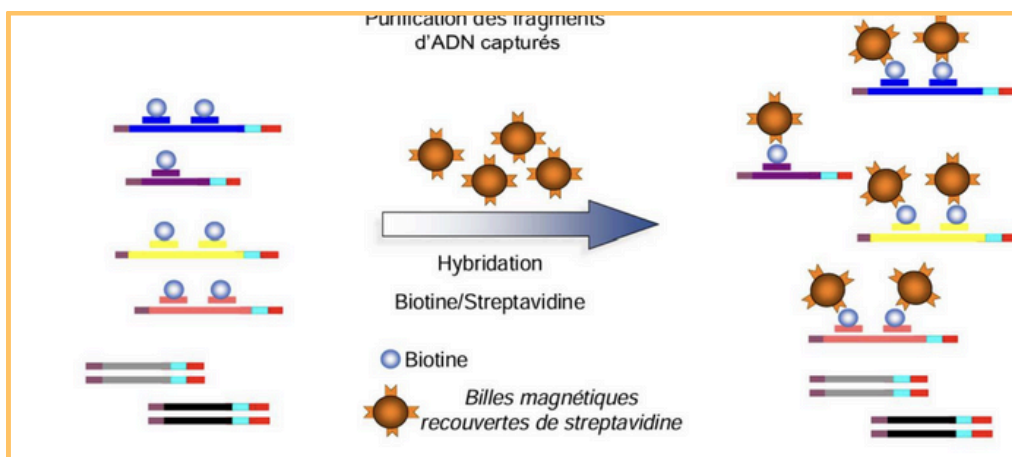 Purification des fragments
d'ADN capturés
Hybridation
Biotine/Streptavidine
Biotine
Billes magnétiques
recouvertes de streptavidine